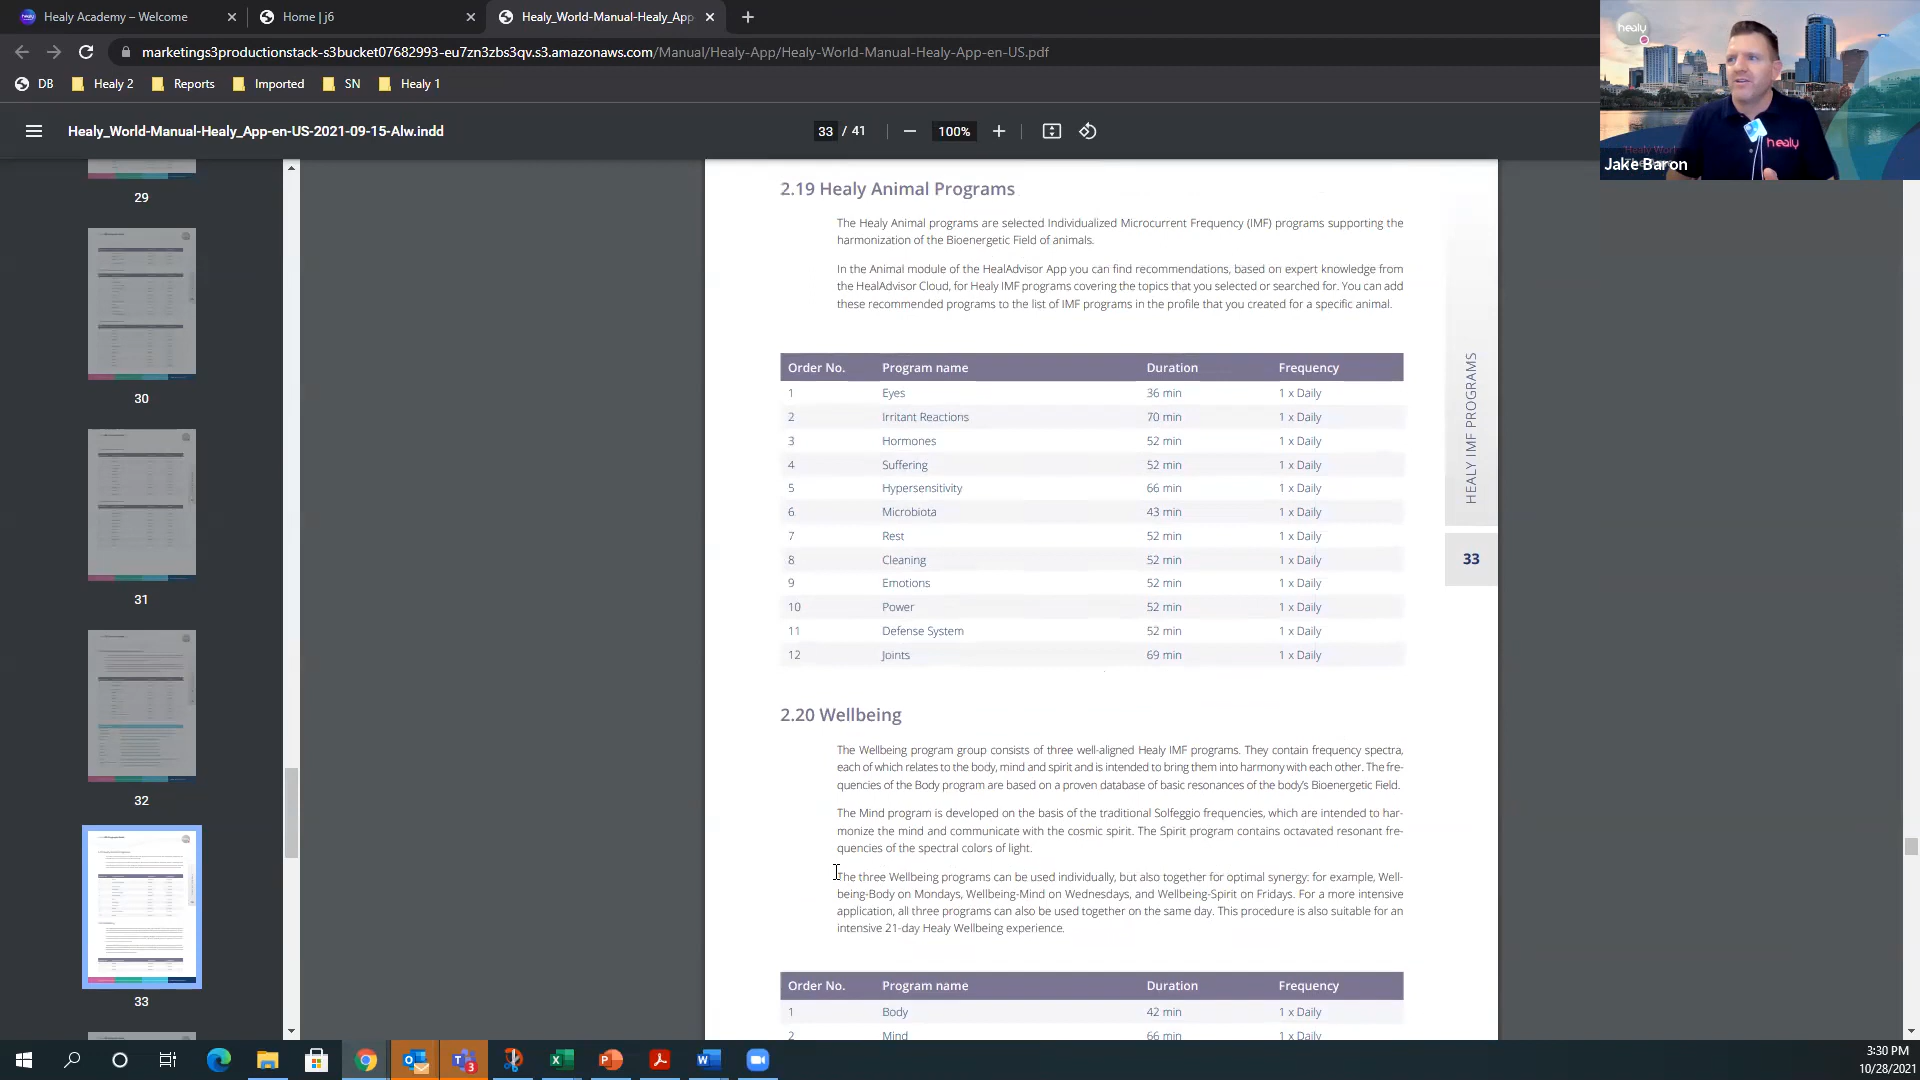 Healy Academy – Welcome
Home | j6
Healy_World-Manual-Healy_App
marketings3productionstack-s3bucket07682993-eu7zn3zbs3qv.s3.amazonaws.com/Manual/Healy-App/Healy-World-Manual-Healy-App-en-US.pdf
DB
Healy 2
Reports
Imported
SN
Healy 1
Healy_World-Manual-Healy_App-en-US-2021-09-15-Alw.indd
33 / 41
100%
healy
healy
Jake Baron
29
30
31
32
33
2.19 Healy Animal Programs
The Healy Animal programs are selected Individualized Microcurrent Frequency (IMF) programs supporting the
harmonization of the Bioenergetic Field of animals.
In the Animal module of the HealAdvisor App you can find recommendations, based on expert knowledge from
the HealAdvisor Cloud, for Healy IMF programs covering the topics that you selected or searched for. You can add
these recommended programs to the list of IMF programs in the profile that you created for a specific animal.
Order No. Program name Duration Frequency
1 Eyes 36 min 1 x Daily
2 Irritant Reactions 70 min 1 x Daily
3 Hormones 52 min 1 x Daily
4 Suffering 52 min 1 x Daily
5 Hypersensitivity 66 min 1 x Daily
6 Microbiota 43 min 1 x Daily
7 Rest 52 min 1 x Daily
8 Cleaning 52 min 1 x Daily
9 Emotions 52 min 1 x Daily
10 Power 52 min 1 x Daily
11 Defense System 52 min 1 x Daily
12 Joints 69 min 1 x Daily
HEALY IMF PROGRAMS
33
2.20 Wellbeing
The Wellbeing program group consists of three well-aligned Healy IMF programs. They contain frequency spectra,
each of which relates to the body, mind and spirit and is intended to bring them into harmony with each other. The fre-
quencies of the Body program are based on a proven database of basic resonances of the body's Bioenergetic Field.
The Mind program is developed on the basis of the traditional Solfeggio frequencies, which are intended to har-
monize the mind and communicate with the cosmic spirit. The Spirit program contains octavated resonant fre-
quencies of the spectral colors of light.
The three Wellbeing programs can be used individually, but also together for optimal synergy: for example, Well-
being-Body on Mondays, Wellbeing-Mind on Wednesdays, and Wellbeing-Spirit on Fridays. For a more intensive
application, all three programs can also be used together on the same day. This procedure is also suitable for an
intensive 21-day Healy Wellbeing experience.
Order No. Program name Duration Frequency
1 Body 42 min 1 x Daily
2 Mind 66 min 1 x Daily
3:30 PM
10/28/2021